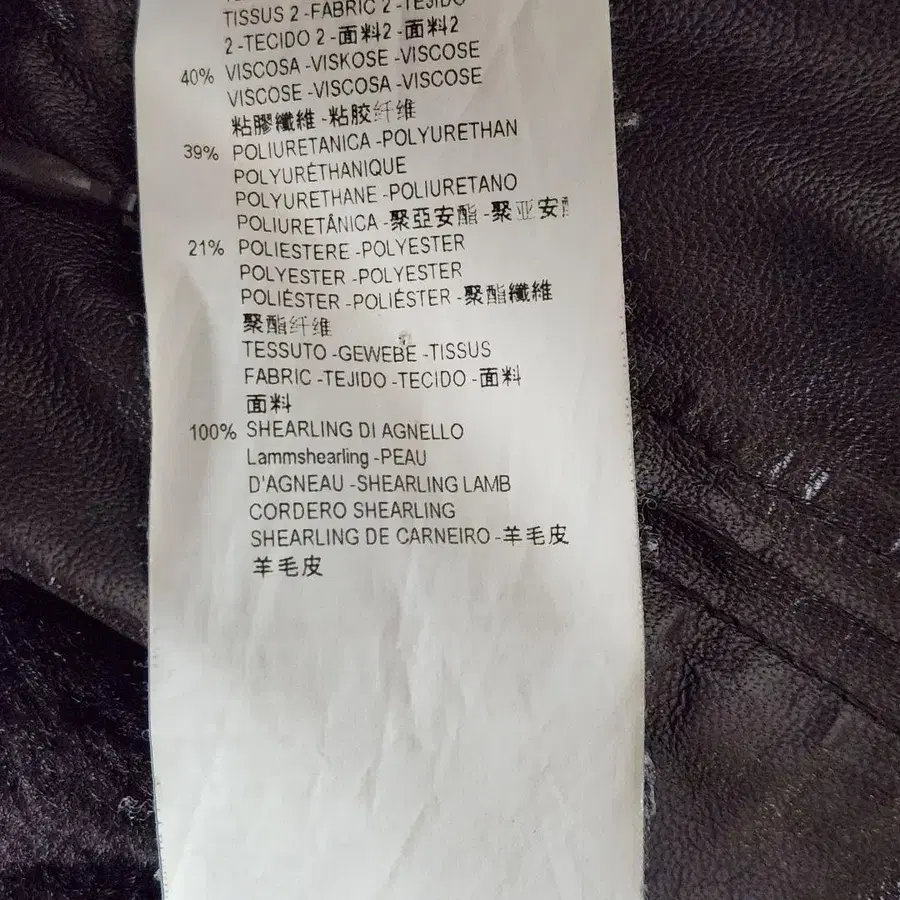 TISSUS 2 -FABRIC 2 -TEJIDO
2 -TECIDO 2 -面料2 -面料2
40% VISCOSA -VISKOSE -VISCOSE
VISCOSE -VISCOSA -VISCOSE
粘膠纖維 -粘胶纤维
39% POLIURETANICA -POLYURETHAN
POLYURÉTHANIQUE
POLYURETHANE -POLIURETANO
POLIURETÂNICA -聚亞安酯 -聚亚安酯
21% POLIESTERE -POLYESTER
POLYESTER -POLYESTER
POLIÉSTER -POLIÉSTER -聚酯纖維
聚酯纤维
TESSUTO -GEWEBE -TISSUS
FABRIC -TEJIDO -TECIDO -面料
面料
100% SHEARLING DI AGNELLO
Lammshearling -PEAU
D'AGNEAU -SHEARLING LAMB
CORDERO SHEARLING
SHEARLING DE CARNEIRO -羊毛皮
羊毛皮